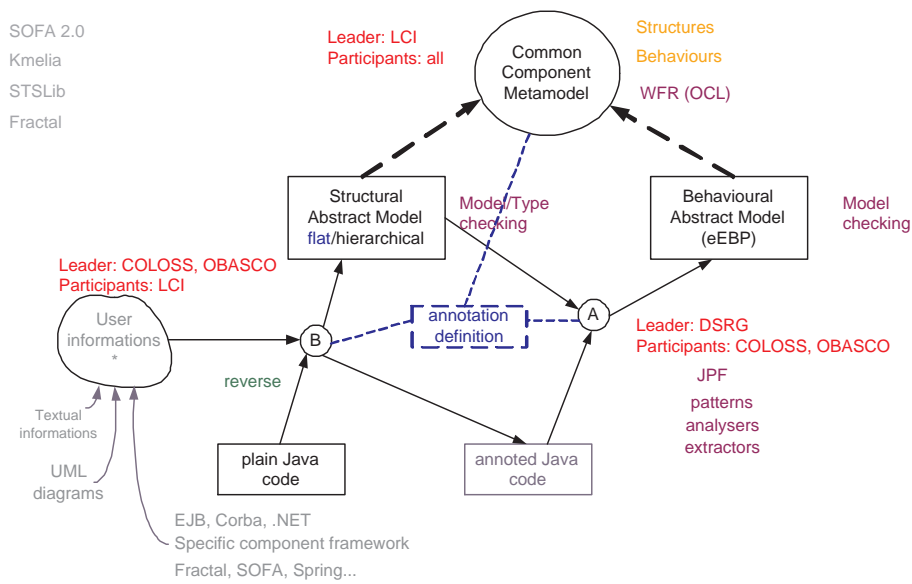 SOFA 2.0
Kmelia
STSLib
Fractal
Leader: LCI
Participants: all
Common
Component
Metamodel
Structures
Behaviours
WFR (OCL)
Structural
Abstract Model
flat/hierarchical
Model/Type
checking
Behavioural
Abstract Model
(eEBP)
Model
checking
Leader: COLOSS, OBASCO
Participants: LCI
User
informations
*
B
annotation
definition
A
Leader: DSRG
Participants: COLOSS, OBASCO
JPF
patterns
analysers
extractors
reverse
Textual
informations
UML
diagrams
plain Java
code
annoted Java
code
EJB, Corba, .NET
Specific component framework
Fractal, SOFA, Spring...